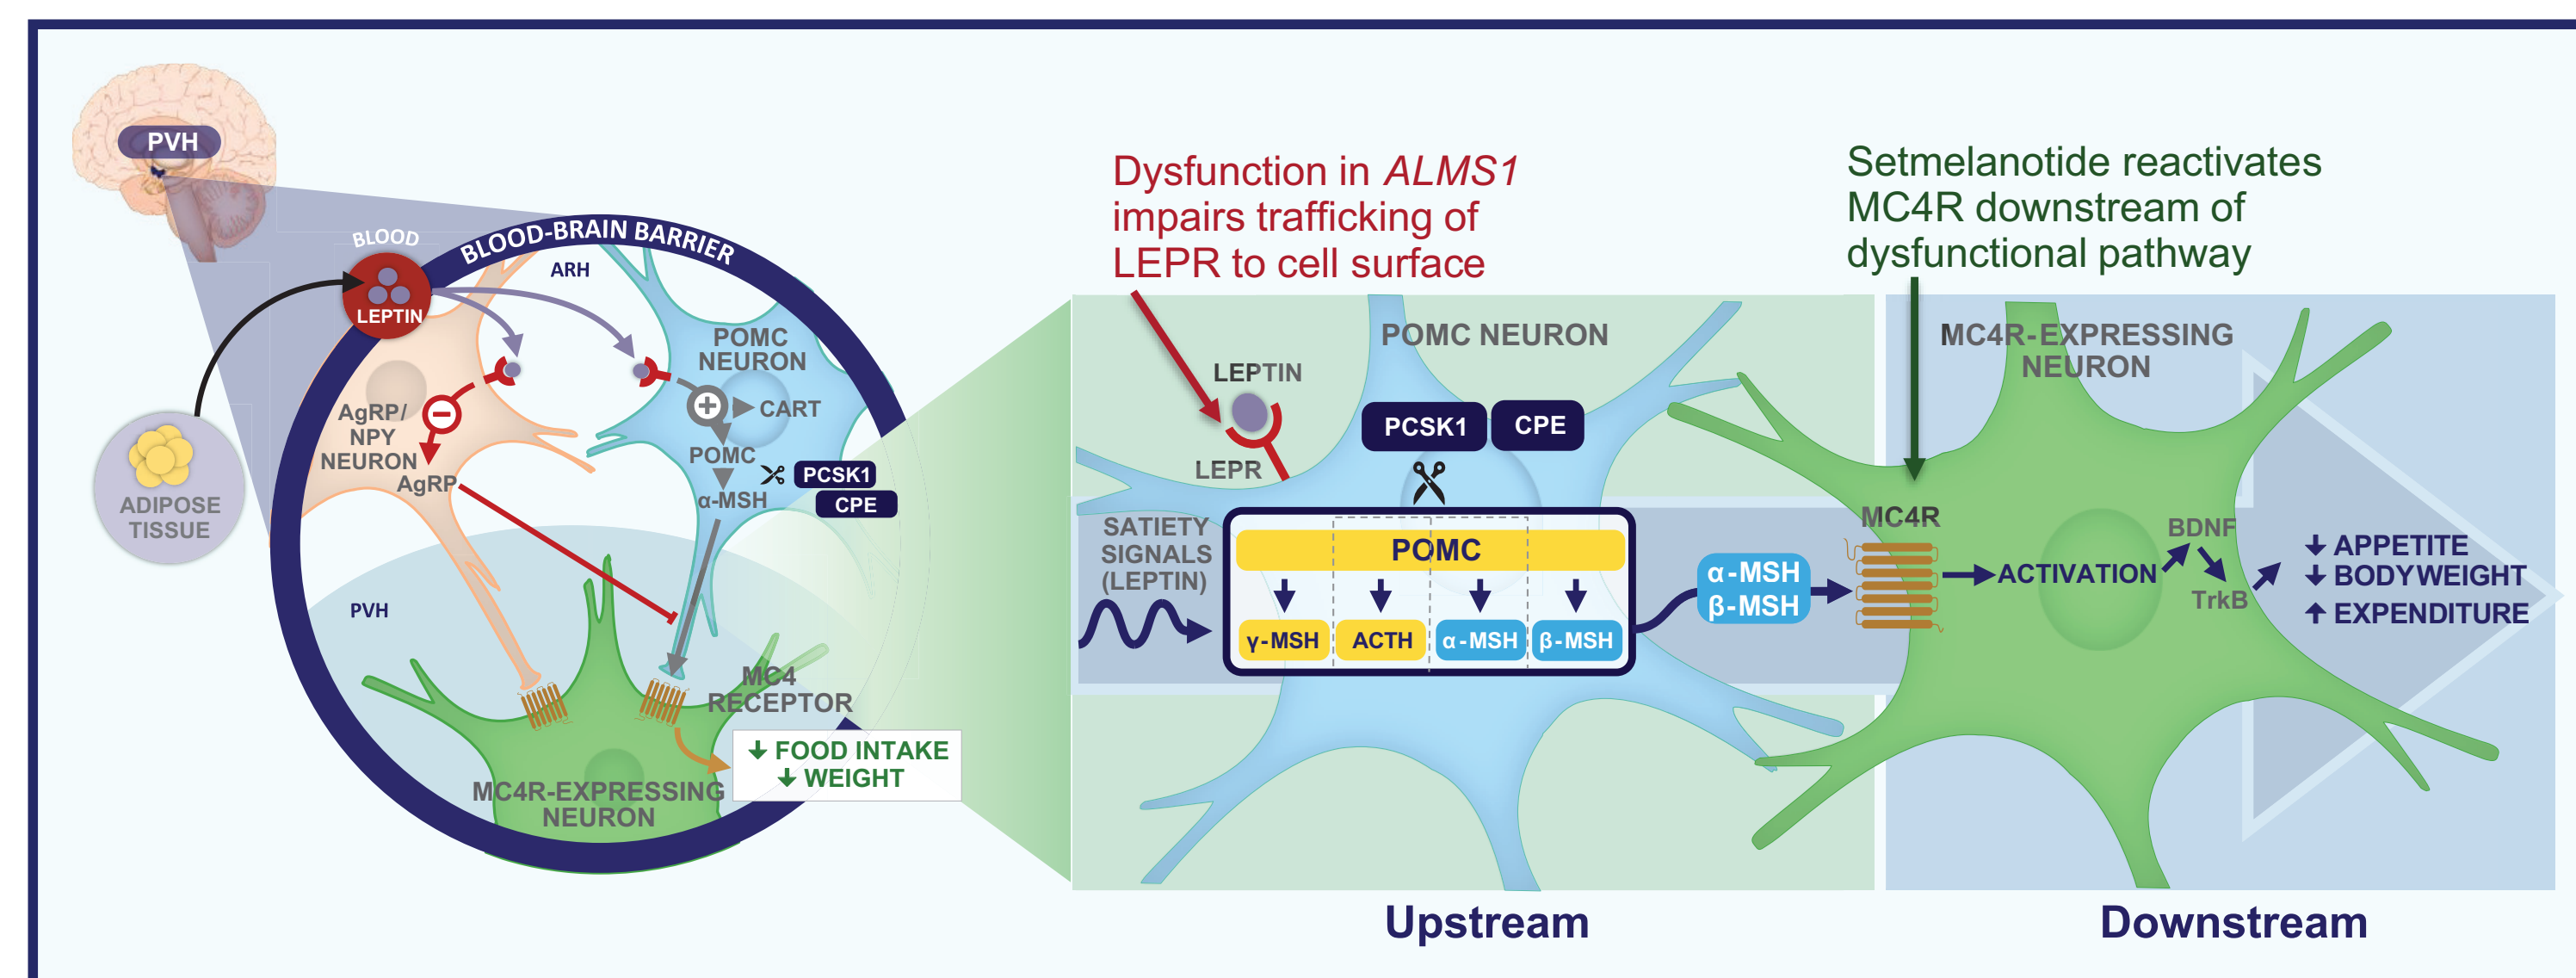 PVH
BLOOD
LEPTIN
BLOOD-BRAIN BARRIER
ARH
POMC
NEURON
CART
POMC
α-MSH
PCSK1
CPE
AgRP/
NPY
NEURON
AgRP
ADIPOSE
TISSUE
PVH
MC4
RECEPTOR
↓ FOOD INTAKE
↓ WEIGHT
MC4R-EXPRESSING
NEURON
Dysfunction in ALMS1
impairs trafficking of
LEPR to cell surface
POMC NEURON
LEPTIN
LEPR
PCSK1
CPE
SATIETY
SIGNALS
(LEPTIN)
POMC
γ-MSH
ACTH
α-MSH
β-MSH
α-MSH
β-MSH
Upstream
Setmelanotide reactivates
MC4R downstream of
dysfunctional pathway
MC4R-EXPRESSING
NEURON
MC4R
ACTIVATION
BDNF
TrkB
↓ APPETITE
↓ BODYWEIGHT
↑ EXPENDITURE
Downstream